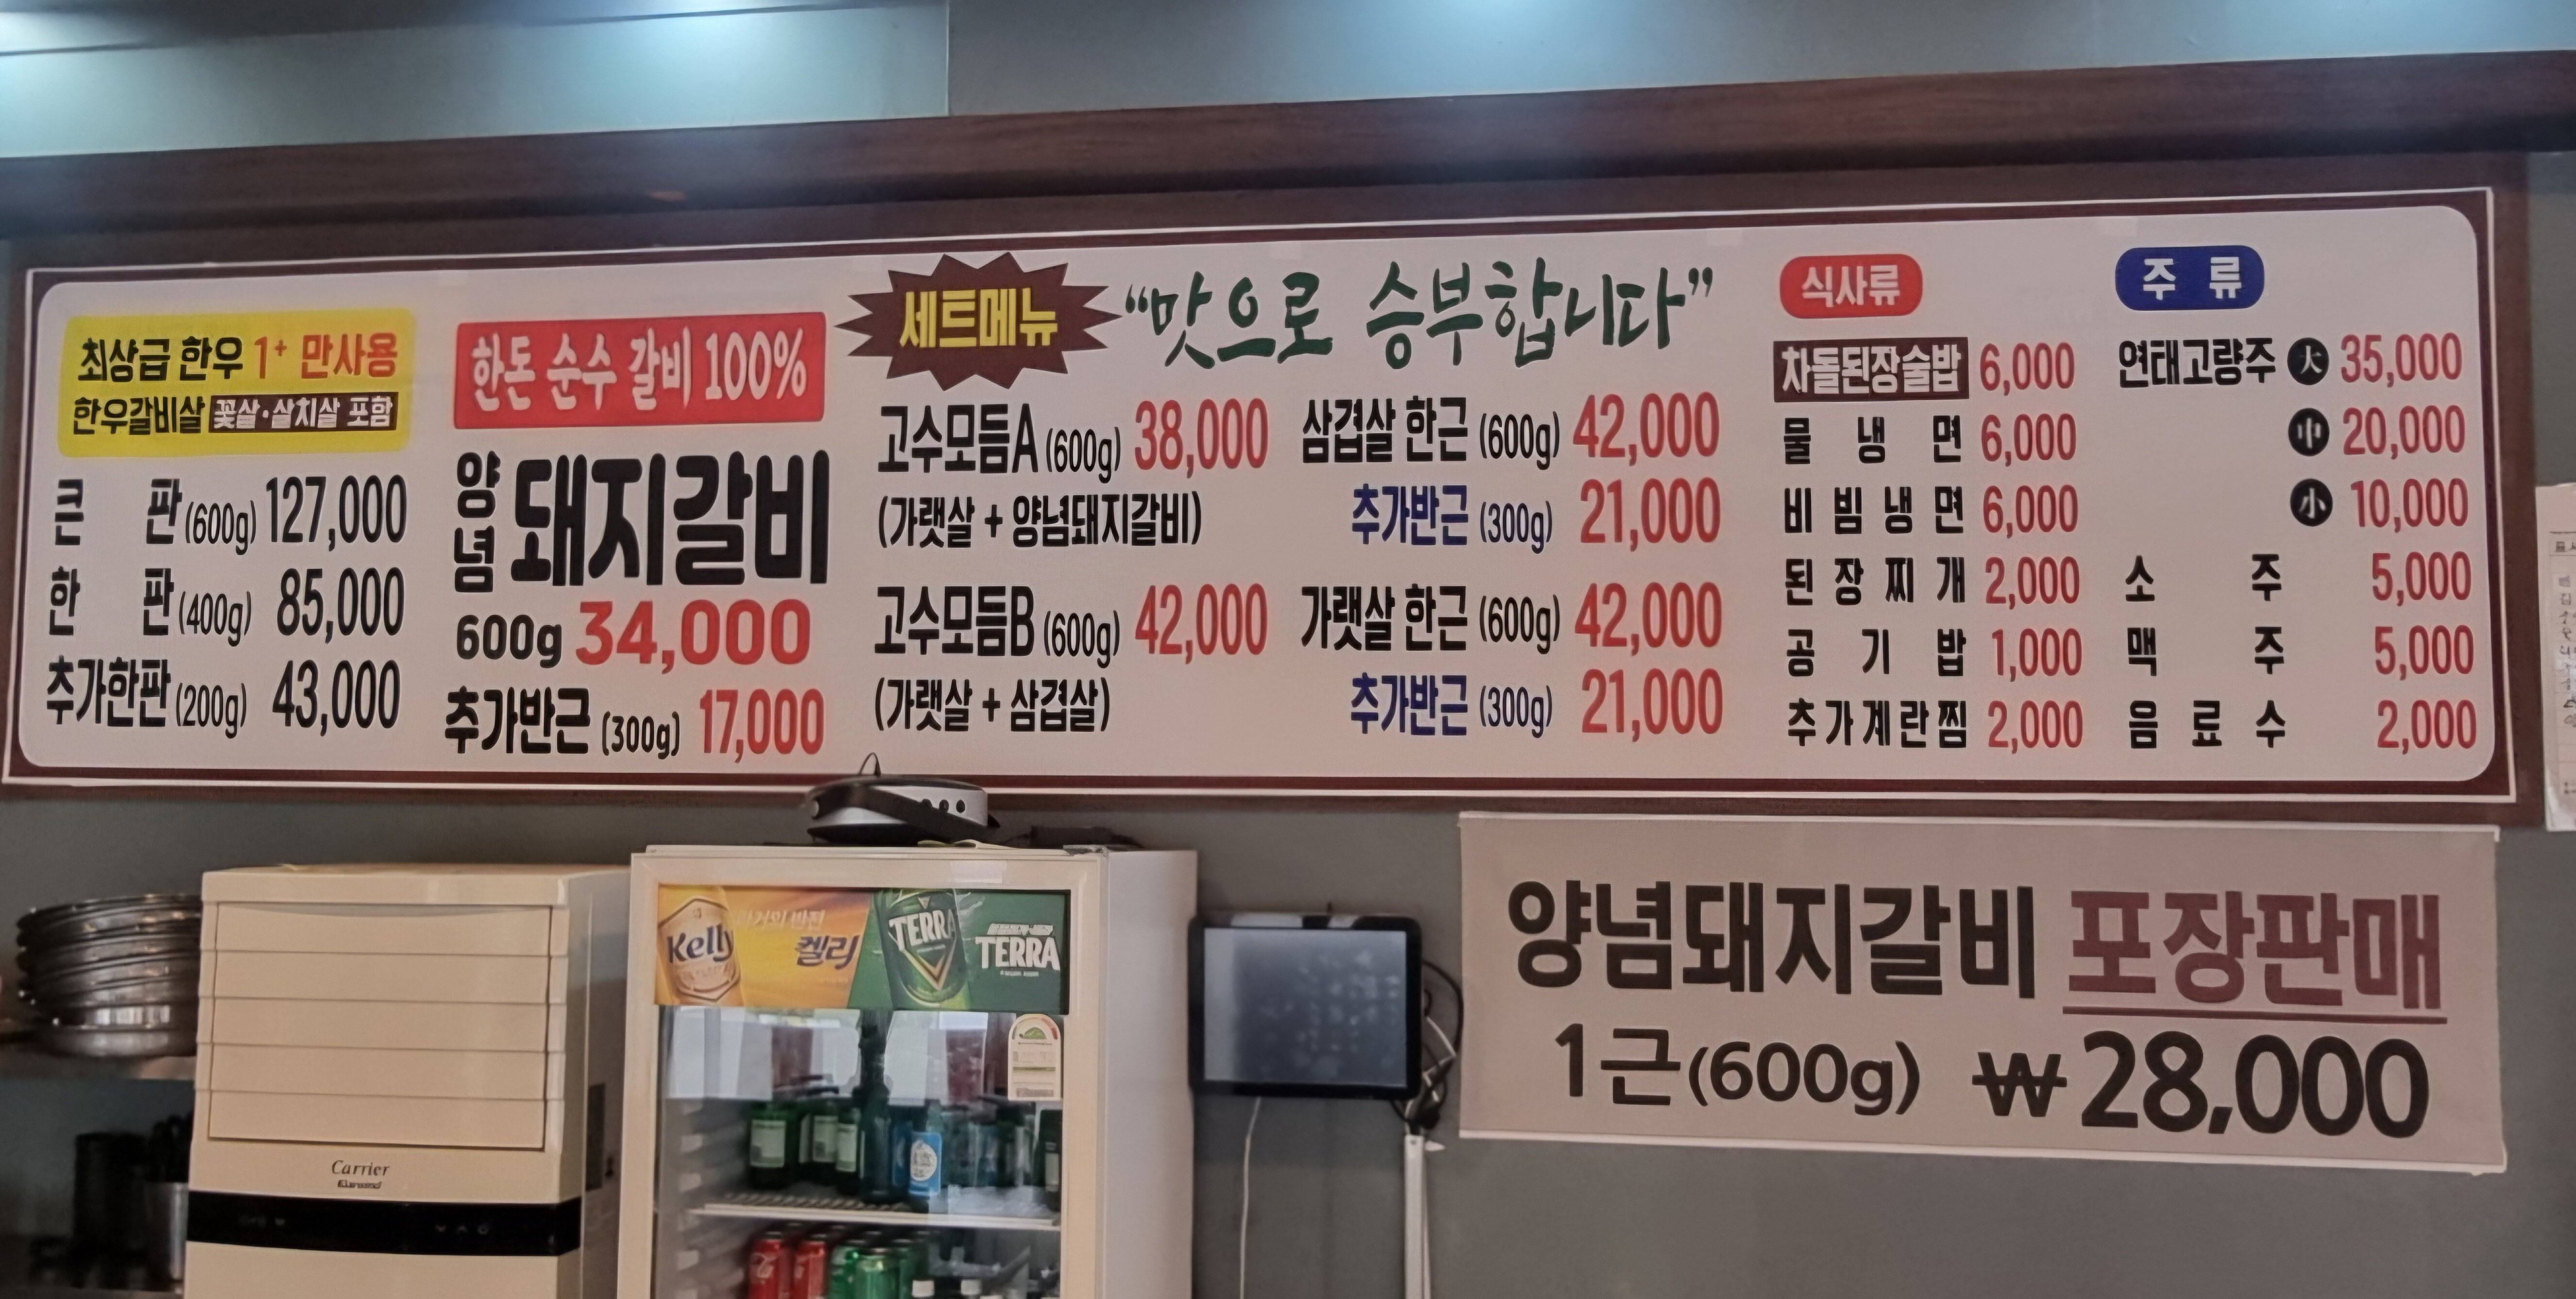 최상급 한우 1+ 만사용
한우갈비살 꽃살·살치살 포함
큰 판 (600g) 127,000
한 판 (400g) 85,000
추가한판 (200g) 43,000
한돈 순수 갈비 100%
양념 돼지갈비
600g 34,000
추가반근 (300g) 17,000
세트메뉴
"맛으로 승부합니다"
고수모듬A (600g) 38,000
(가랫살 + 양념돼지갈비)
고수모듬B (600g) 42,000
(가랫살 + 삼겹살)
삼겹살 한근 (600g) 42,000
추가반근 (300g) 21,000
가랫살 한근 (600g) 42,000
추가반근 (300g) 21,000
식사류
차돌된장술밥 6,000
물냉면 6,000
비빔냉면 6,000
된장찌개 2,000
공기밥 1,000
추가계란찜 2,000
주류
연태고량주 大 35,000
中 20,000
小 10,000
소주 5,000
맥주 5,000
음료수 2,000
양념돼지갈비 포장판매
1근(600g) ₩28,000
Kelly
켈리
TERRA
TERRA
Carrier